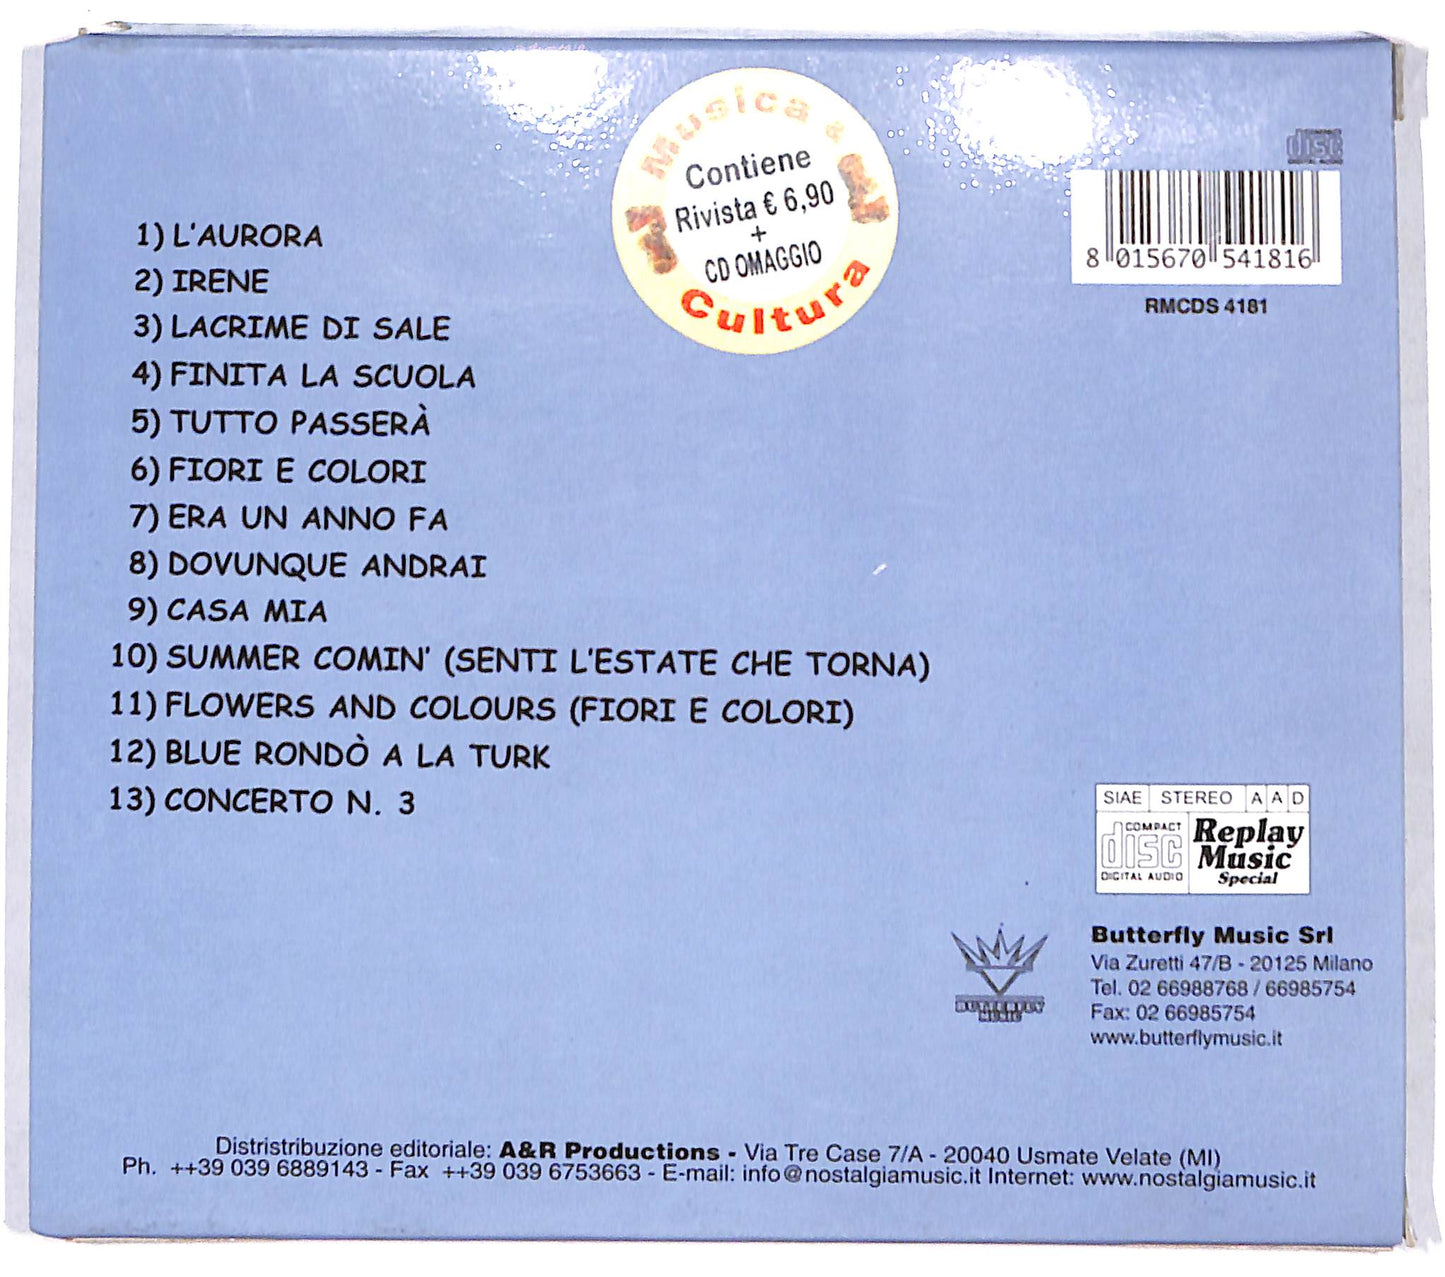 Musica &
Contiene
Rivista € 6,90
+
CD OMAGGIO
Cultura
disc
DIGITAL AUDIO
8 015670 541816
RMCDS 4181
1) L'AURORA
2) IRENE
3) LACRIME DI SALE
4) FINITA LA SCUOLA
5) TUTTO PASSERÀ
6) FIORI E COLORI
7) ERA UN ANNO FA
8) DOVUNQUE ANDRAI
9) CASA MIA
10) SUMMER COMIN' (SENTI L'ESTATE CHE TORNA)
11) FLOWERS AND COLOURS (FIORI E COLORI)
12) BLUE RONDÒ A LA TURK
13) CONCERTO N. 3
SIAE STEREO A A D
COMPACT
disc
DIGITAL AUDIO
Replay
Music
Special
BUTTERFLY
MUSIC
Butterfly Music Srl
Via Zuretti 47/B - 20125 Milano
Tel. 02 66988768 / 66985754
Fax: 02 66985754
www.butterflymusic.it
Distristribuzione editoriale: A&R Productions - Via Tre Case 7/A - 20040 Usmate Velate (MI)
Ph. ++39 039 6889143 - Fax ++39 039 6753663 - E-mail: info@nostalgiamusic.it Internet: www.nostalgiamusic.it